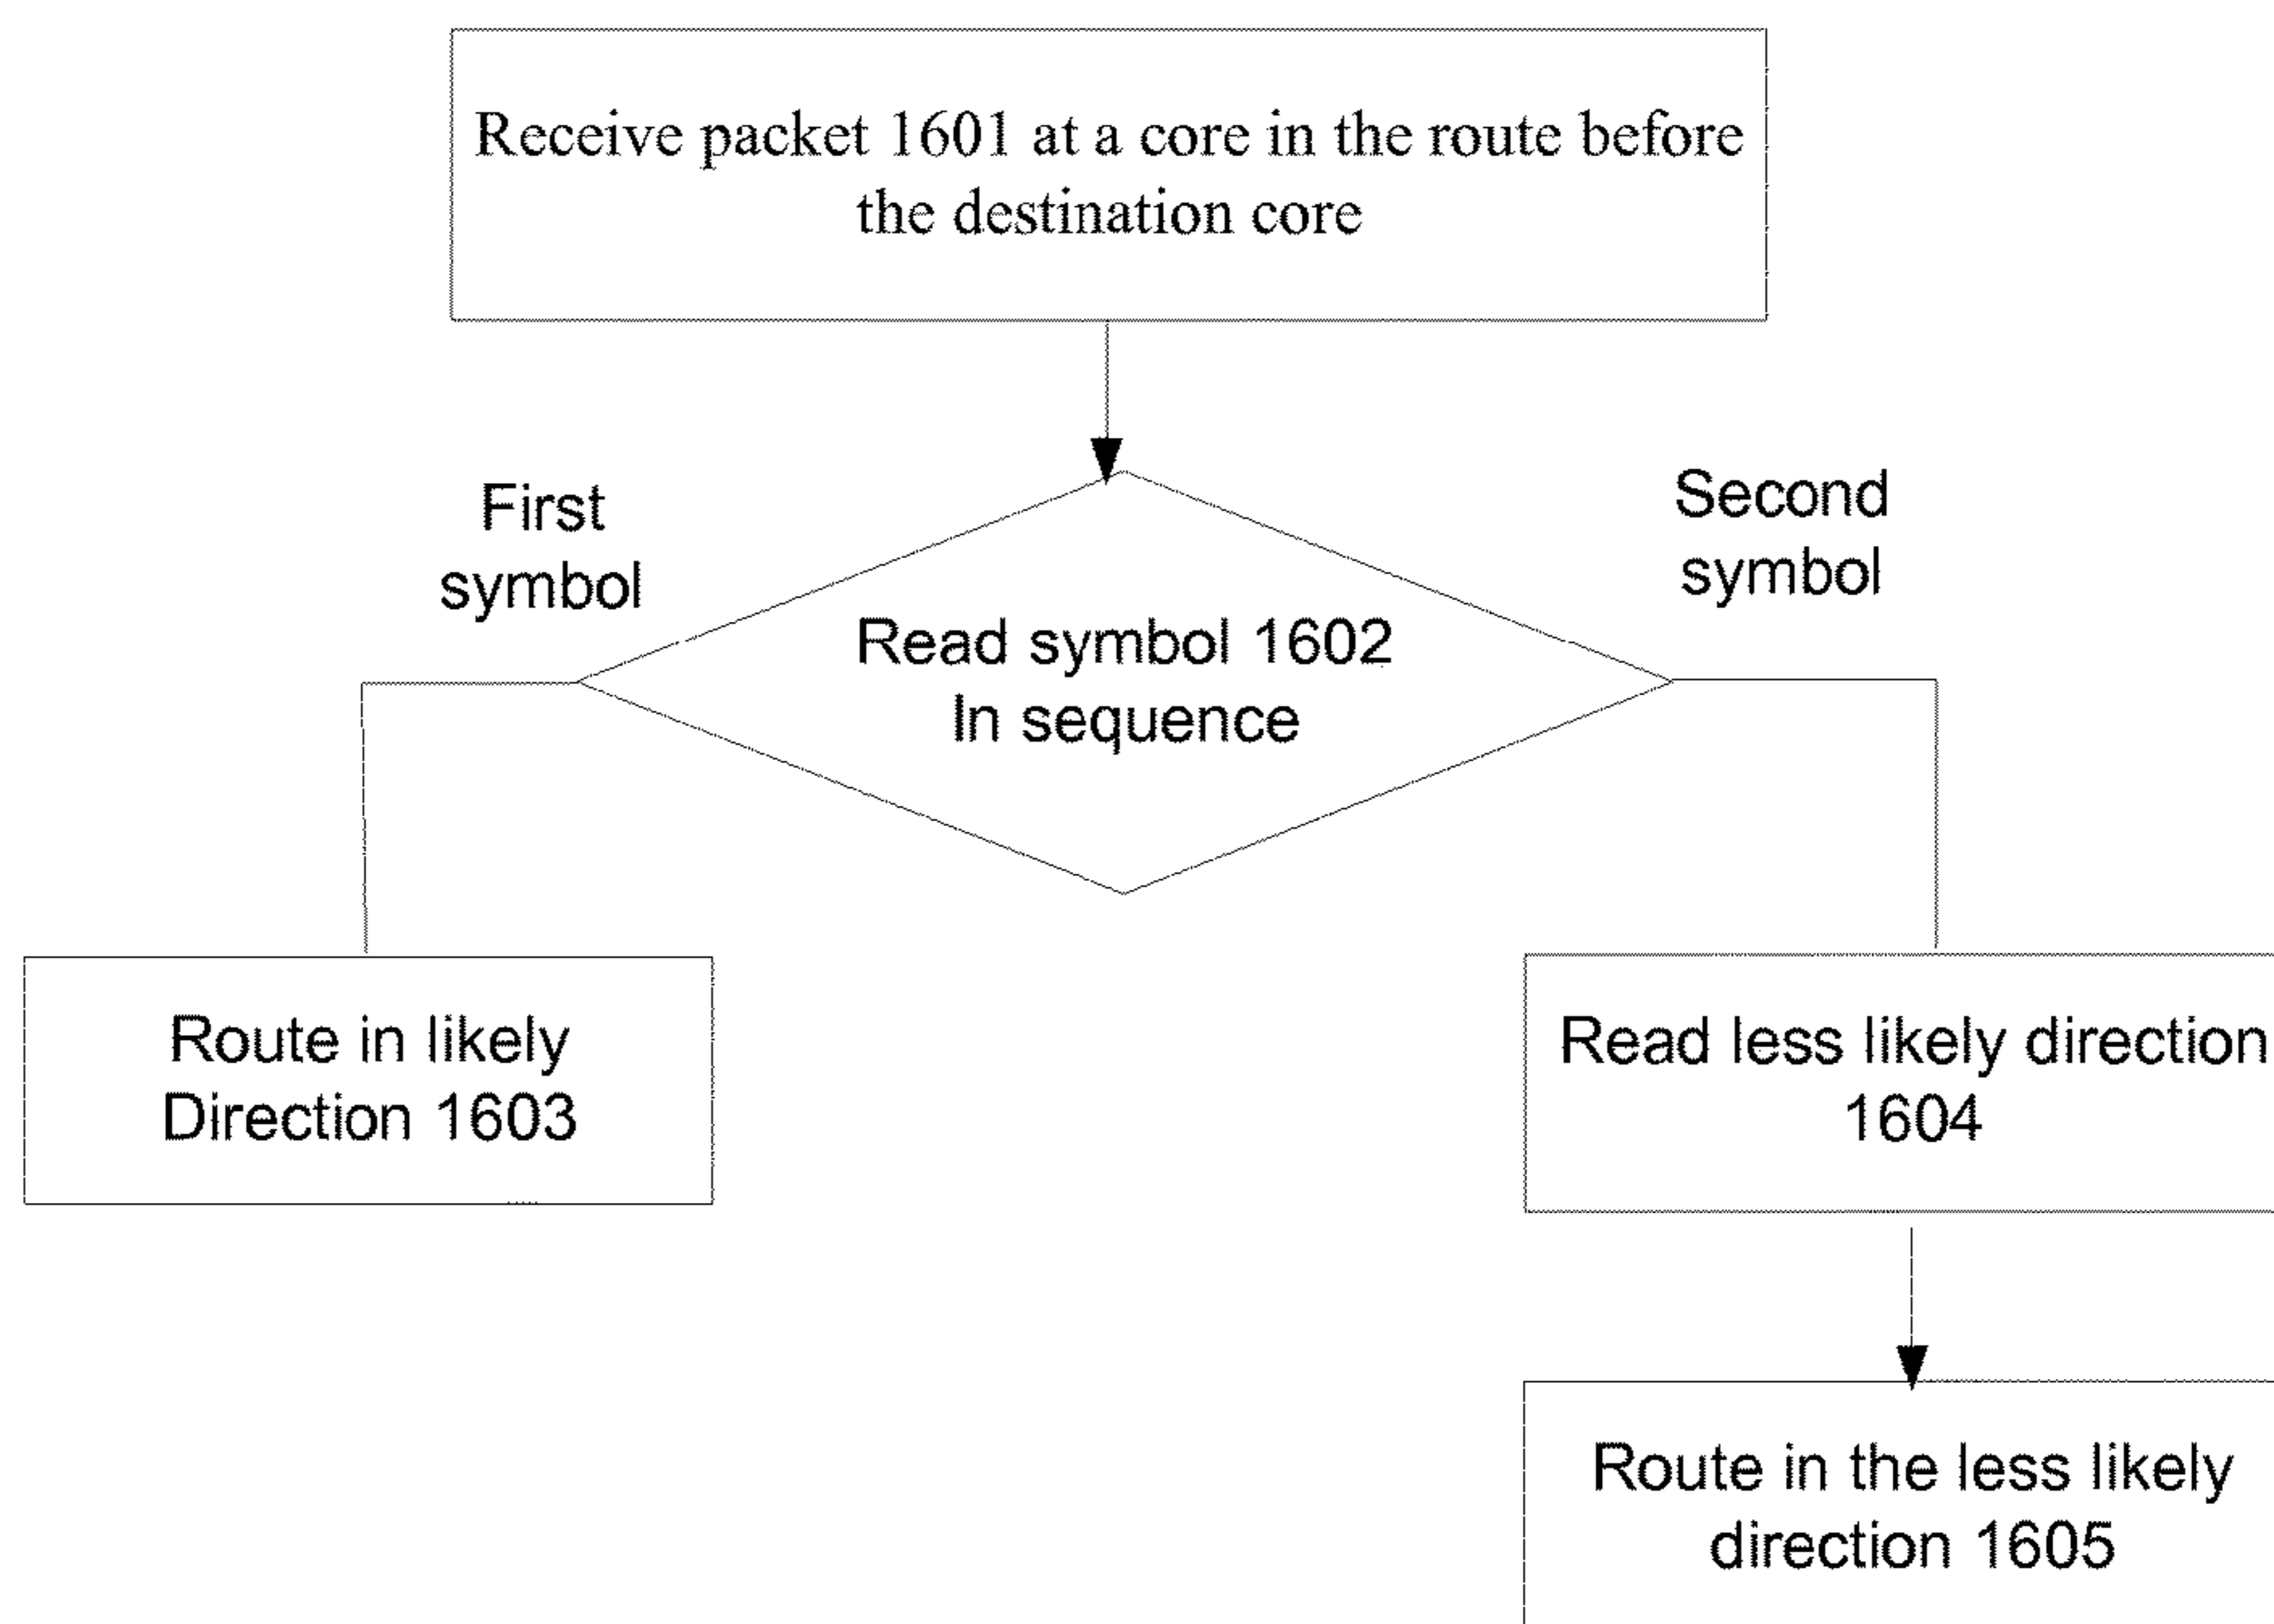 Receive packet 1601 at a core in the route before
the destination core
First
symbol
Second
symbol
Read symbol 1602
In sequence
Route in likely
Direction 1603
Read less likely direction
1604
Route in the less likely
direction 1605